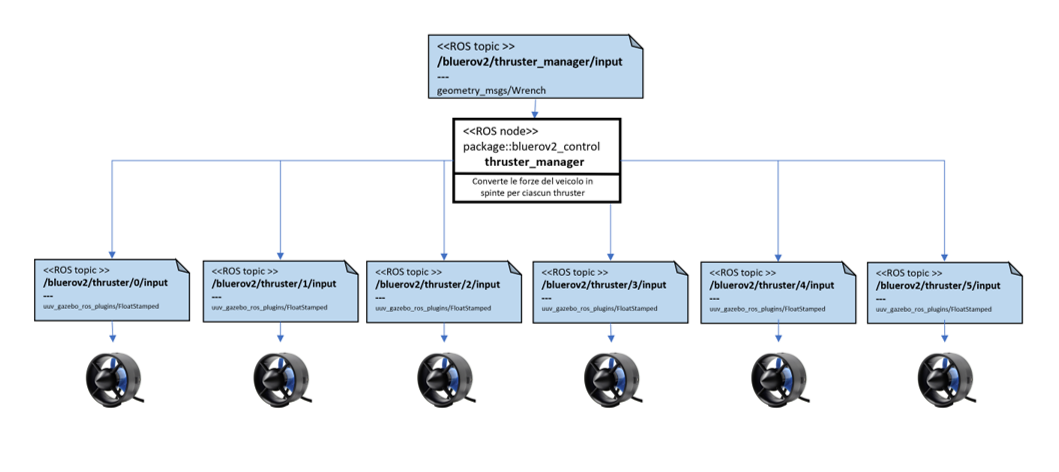 <<ROS topic >>
/bluerov2/thruster_manager/input
---
geometry_msgs/Wrench
<<ROS node>>
package::bluerov2_control
thruster_manager
Converte le forze del veicolo in
spinte per ciascun thruster
<<ROS topic >>
/bluerov2/thruster/0/input
---
uuv_gazebo_ros_plugins/FloatStamped
<<ROS topic >>
/bluerov2/thruster/1/input
---
uuv_gazebo_ros_plugins/FloatStamped
<<ROS topic >>
/bluerov2/thruster/2/input
---
uuv_gazebo_ros_plugins/FloatStamped
<<ROS topic >>
/bluerov2/thruster/3/input
---
uuv_gazebo_ros_plugins/FloatStamped
<<ROS topic >>
/bluerov2/thruster/4/input
---
uuv_gazebo_ros_plugins/FloatStamped
<<ROS topic >>
/bluerov2/thruster/5/input
---
uuv_gazebo_ros_plugins/FloatStamped